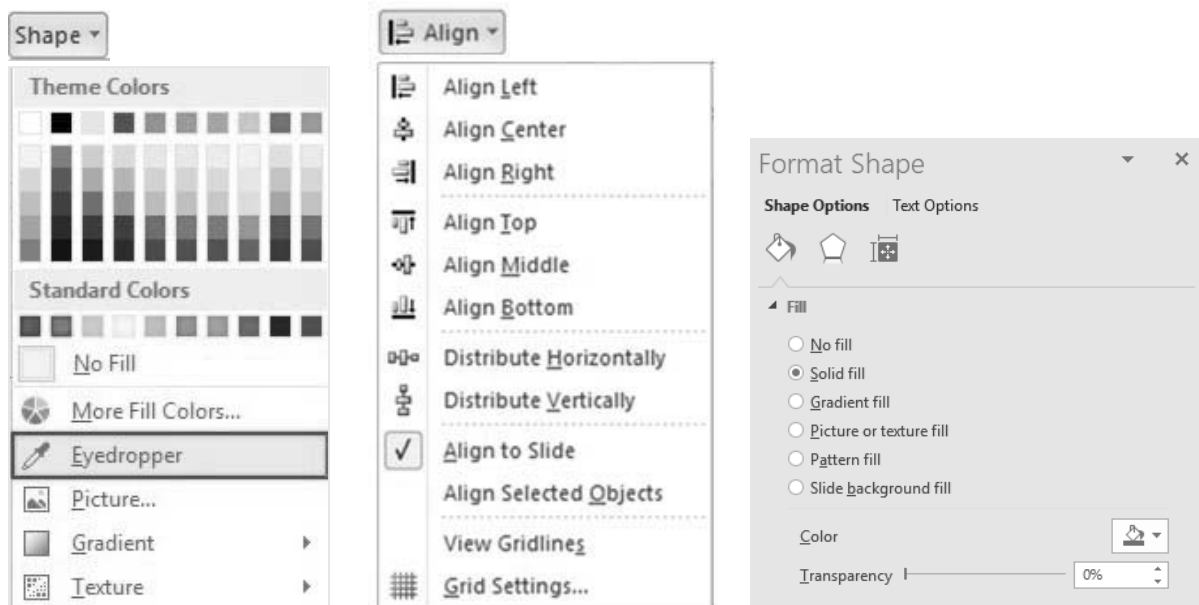 Shape
Theme Colors
Standard Colors
No Fill
More Fill Colors...
Eyedropper
Picture...
Gradient
Texture
Align
Align Left
Align Center
Align Right
Align Top
Align Middle
Align Bottom
Distribute Horizontally
Distribute Vertically
Align to Slide
Align Selected Objects
View Gridlines
Grid Settings...
Format Shape
Shape Options Text Options
Fill
No fill
Solid fill
Gradient fill
Picture or texture fill
Pattern fill
Slide background fill
Color
Transparency 0%